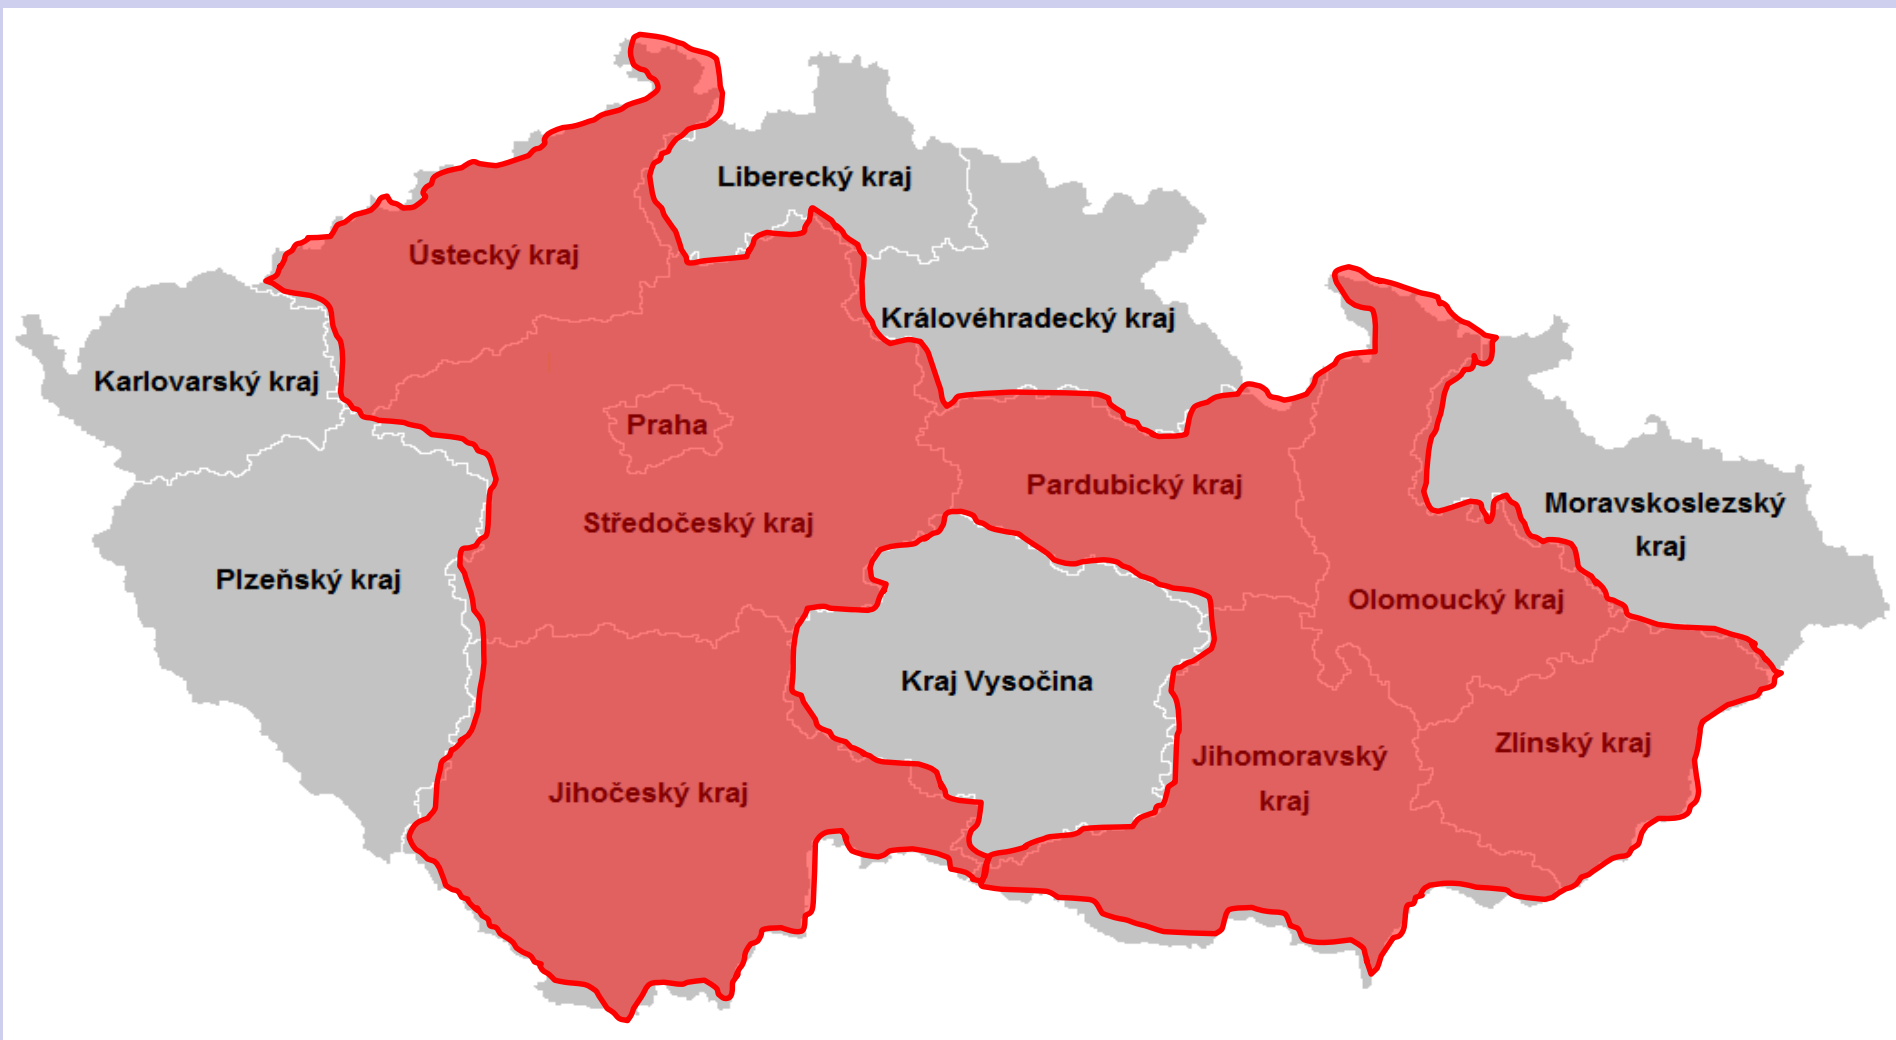 Liberecký kraj
Ústecký kraj
Královéhradecký kraj
Karlovarský kraj
Praha
Pardubický kraj
Moravskoslezský
kraj
Středočeský kraj
Plzeňský kraj
Olomoucký kraj
Kraj Vysočina
Zlínský kraj
Jihomoravský
kraj
Jihočeský kraj